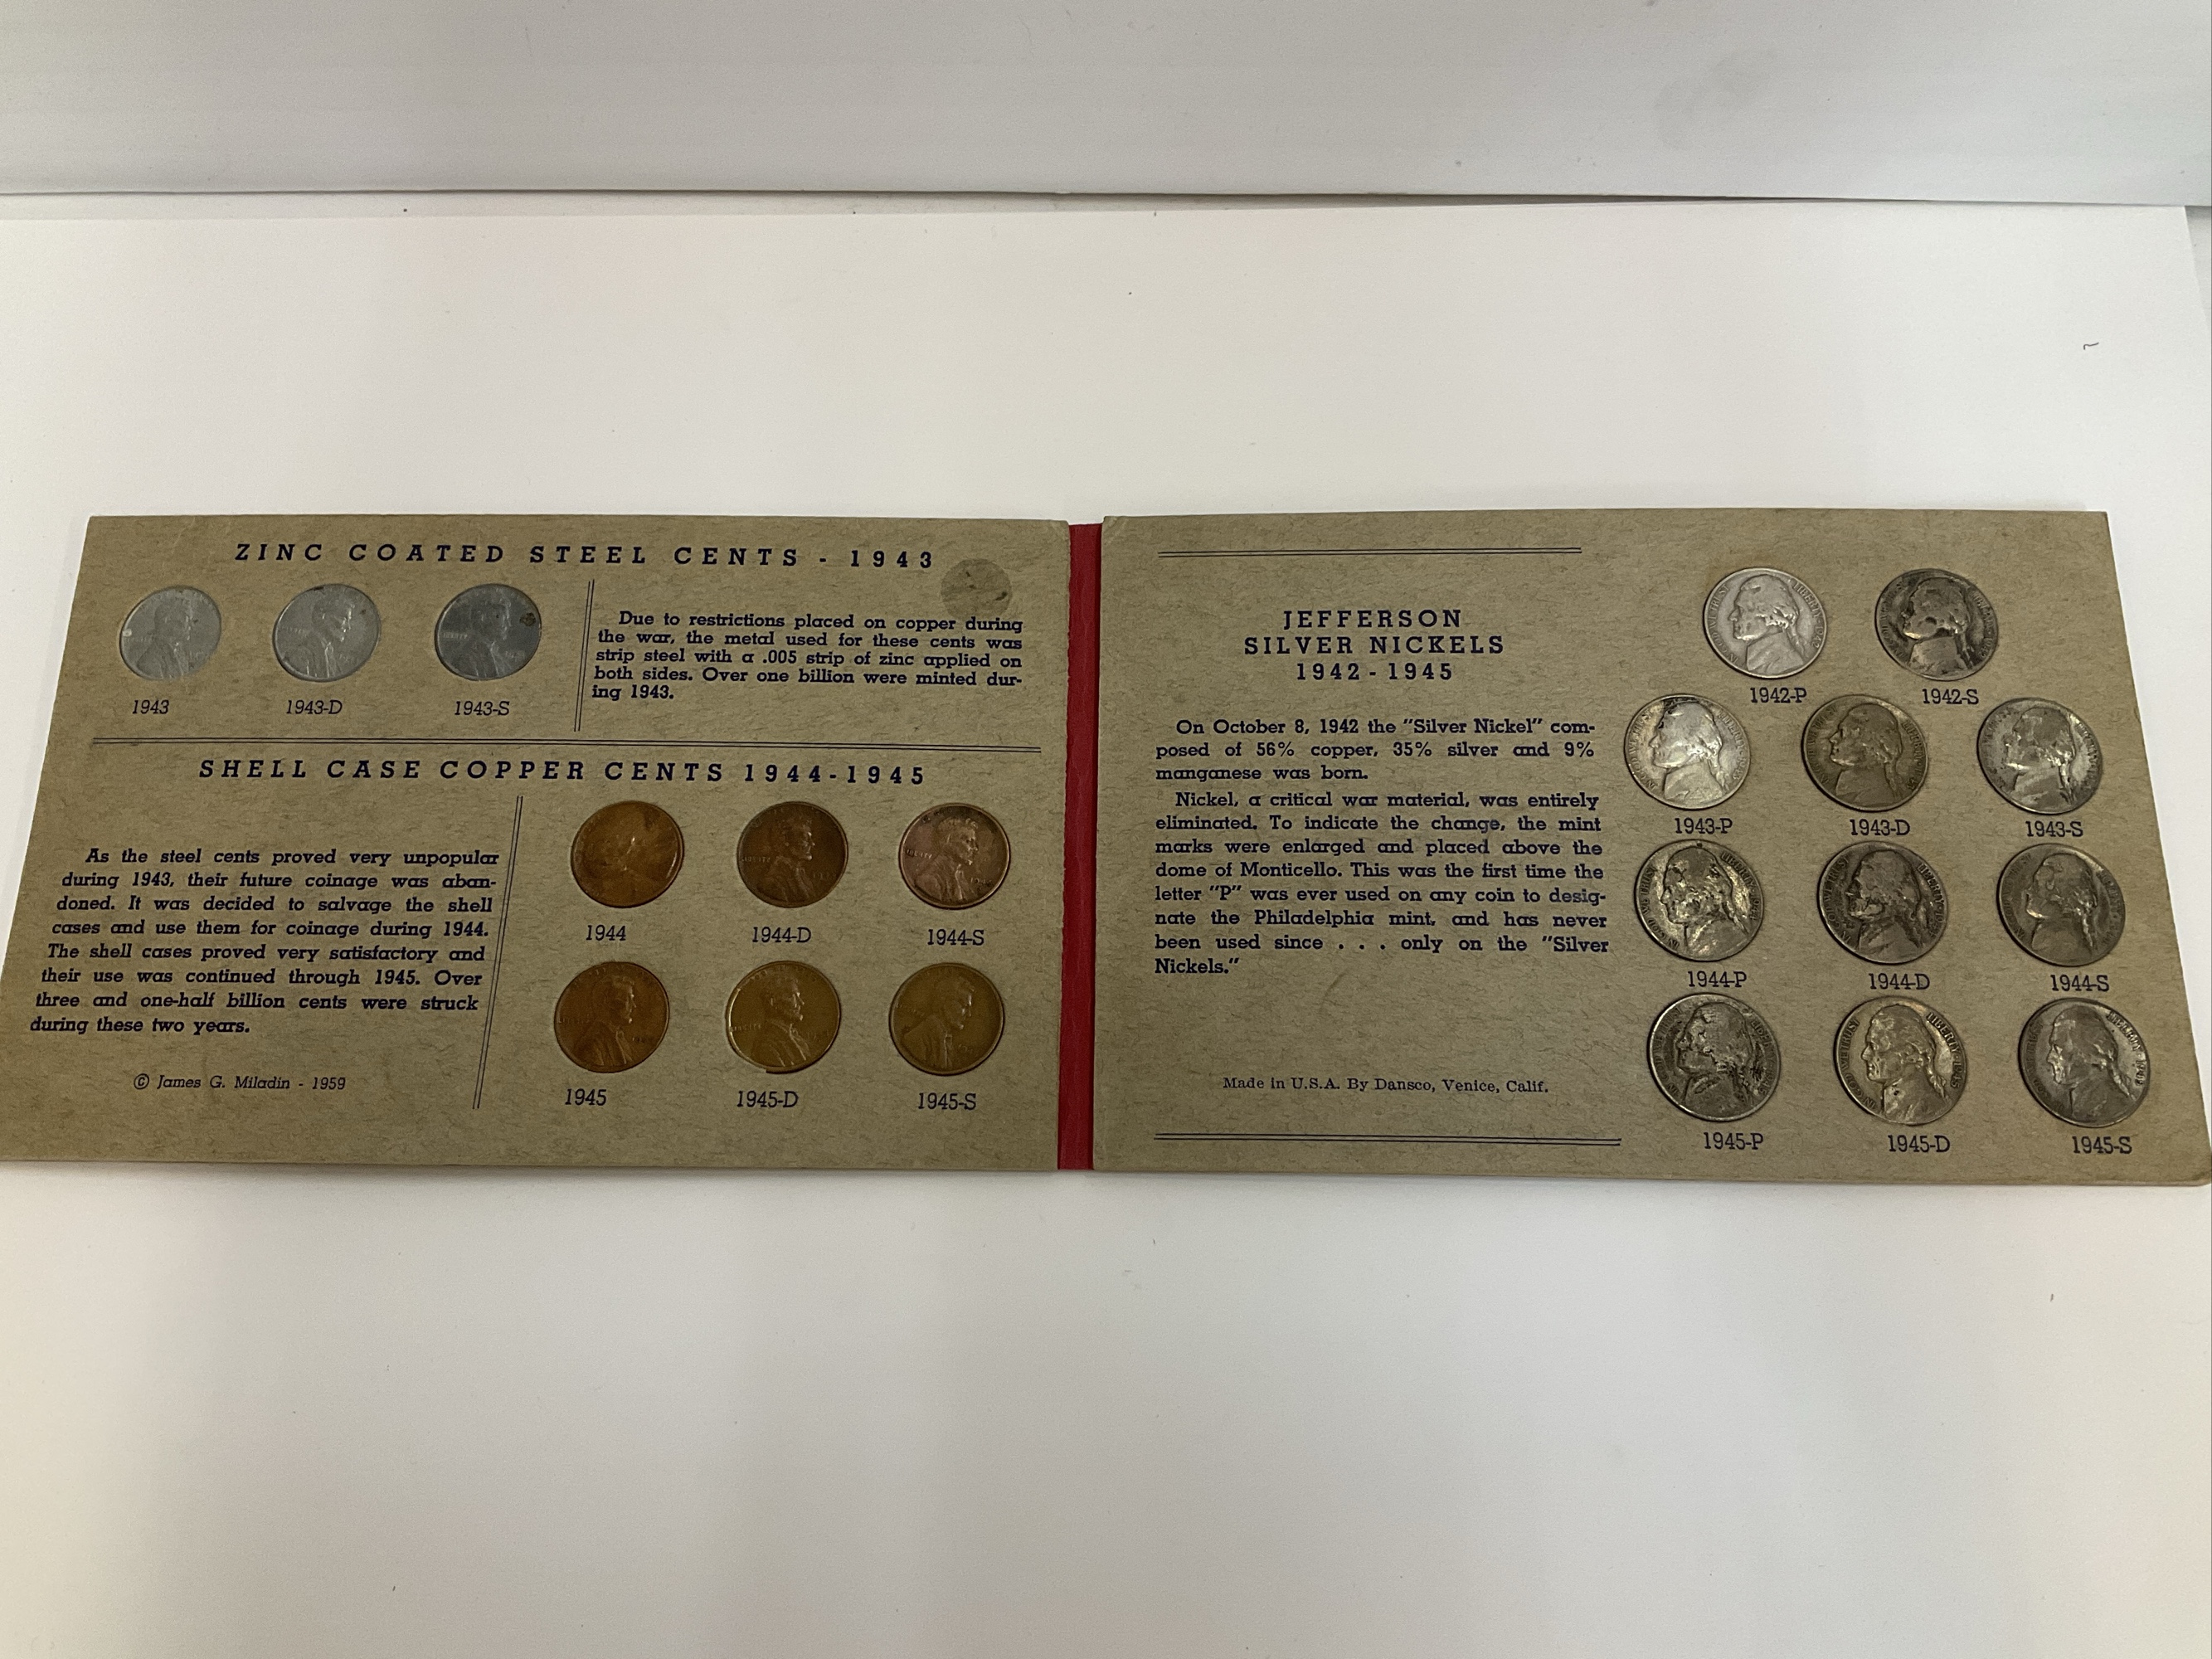 ZINC COATED STEEL CENTS - 1943
1943
1943-D
1943-S
Due to restrictions placed on copper during
the war, the metal used for these cents was
strip steel with a .005 strip of zinc applied on
both sides. Over one billion were minted dur-
ing 1943.
SHELL CASE COPPER CENTS 1944-1945
As the steel cents proved very unpopular
during 1943, their future coinage was aban-
doned. It was decided to salvage the shell
cases and use them for coinage during 1944.
The shell cases proved very satisfactory and
their use was continued through 1945. Over
three and one-half billion cents were struck
during these two years.
© James G. Miladin - 1959
1944
1944-D
1944-S
1945
1945-D
1945-S
JEFFERSON
SILVER NICKELS
1942 - 1945
On October 8, 1942 the "Silver Nickel" com-
posed of 56% copper, 35% silver and 9%
manganese was born.
Nickel, a critical war material, was entirely
eliminated. To indicate the change, the mint
marks were enlarged and placed above the
dome of Monticello. This was the first time the
letter "P" was ever used on any coin to desig-
nate the Philadelphia mint, and has never
been used since . . . only on the "Silver
Nickels."
Made in U.S.A. By Dansco, Venice, Calif.
1942-P
1942-S
1943-P
1943-D
1943-S
1944-P
1944-D
1944-S
1945-P
1945-D
1945-S